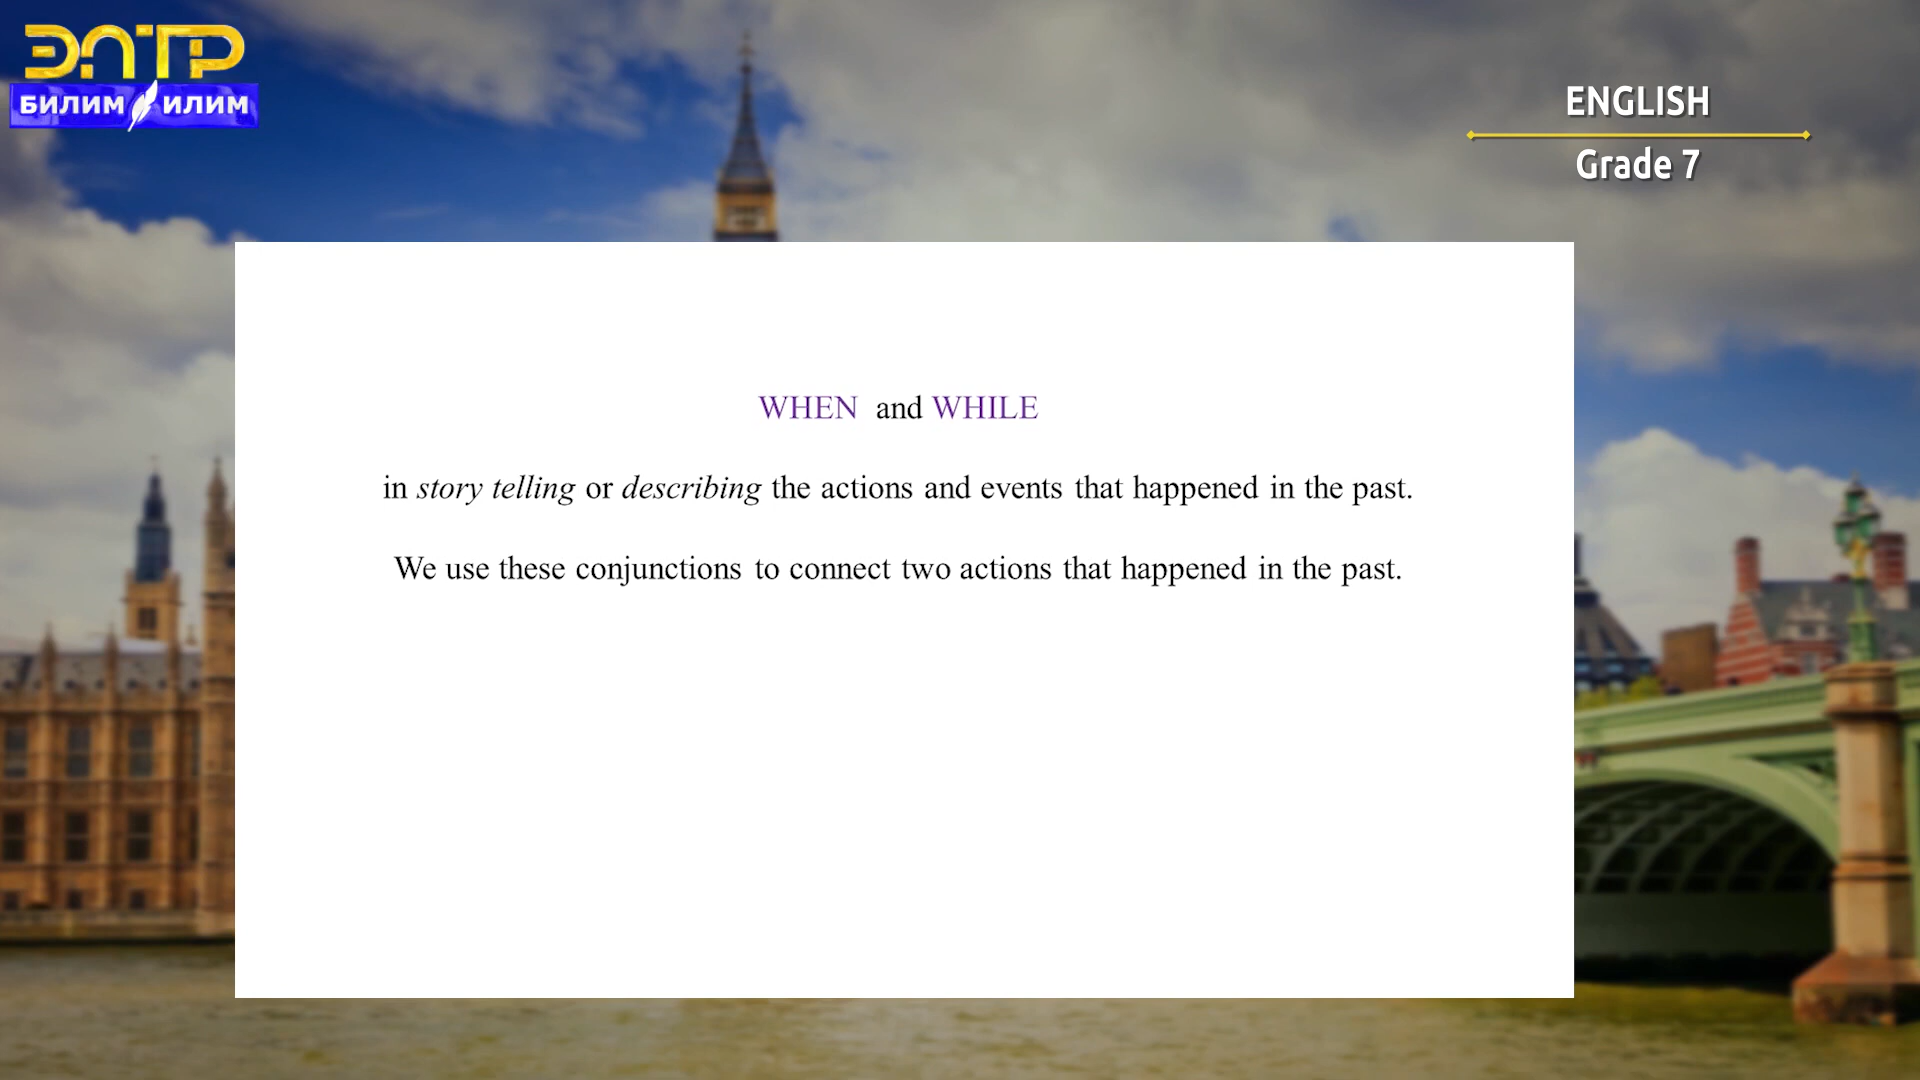 ЭЛТР
БИЛИМ ИЛИМ
ENGLISH
Grade 7
WHEN and WHILE
in story telling or describing the actions and events that happened in the past.
We use these conjunctions to connect two actions that happened in the past.